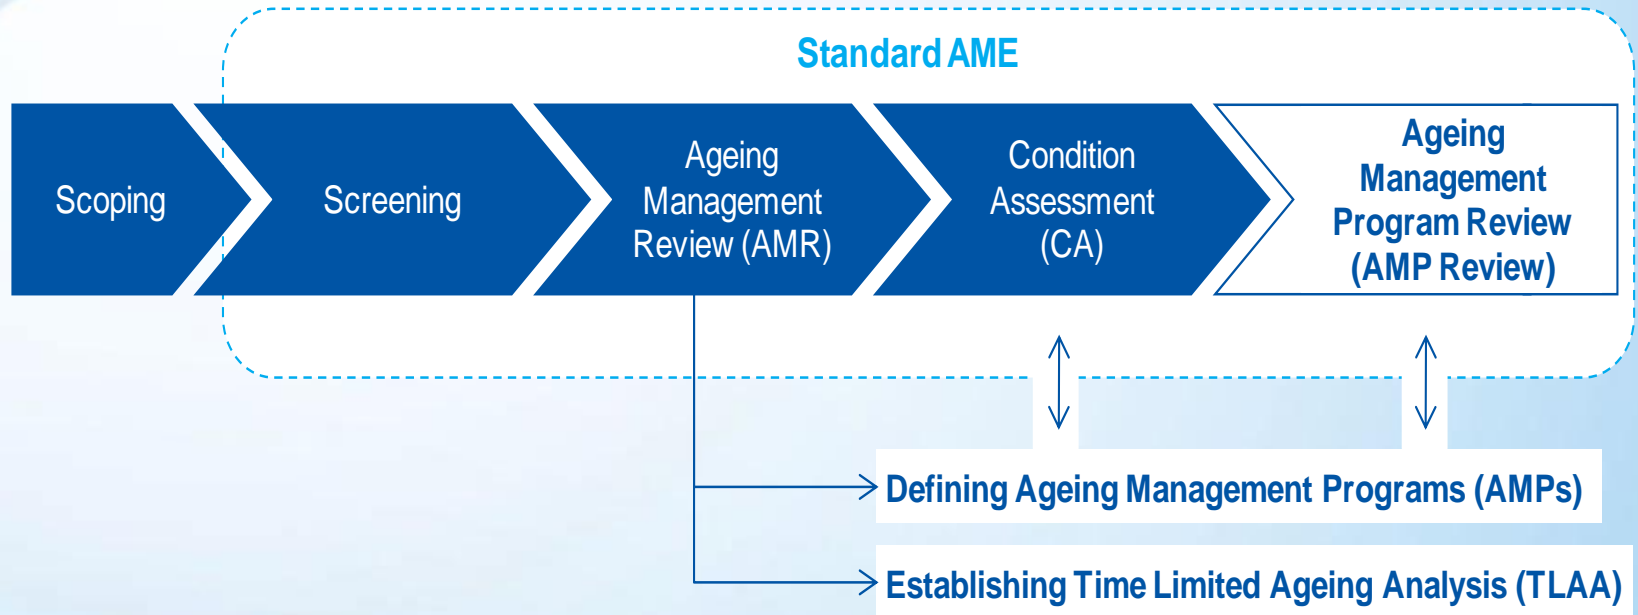 Standard AME
Scoping
Screening
Ageing
Management
Review (AMR)
Condition
Assessment
(CA)
Ageing
Management
Program Review
(AMP Review)
Defining Ageing Management Programs (AMPs)
Establishing Time Limited Ageing Analysis (TLAA)